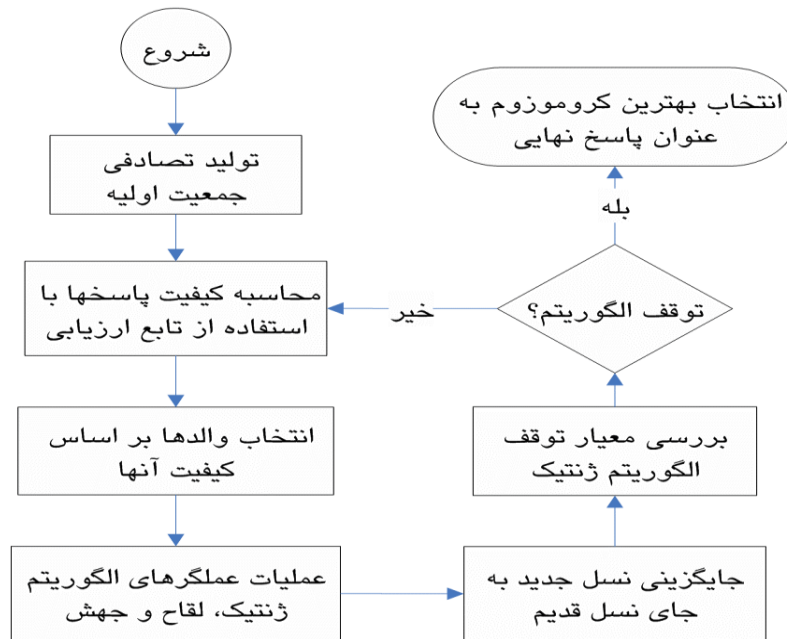 شروع
تولید تصادفی
جمعیت اولیه
محاسبه کیفیت پاسخها با
استفاده از تابع ارزیابی
انتخاب والدها بر اساس
کیفیت آنها
عملیات عملگرهای الگوریتم
ژنتیک، لقاح و جهش
جایگزینی نسل جدید به
جای نسل قدیم
بررسی معیار توقف
الگوریتم ژنتیک
توقف الگوریتم؟
خیر
بله
انتخاب بهترین کروموزوم به
عنوان پاسخ نهایی